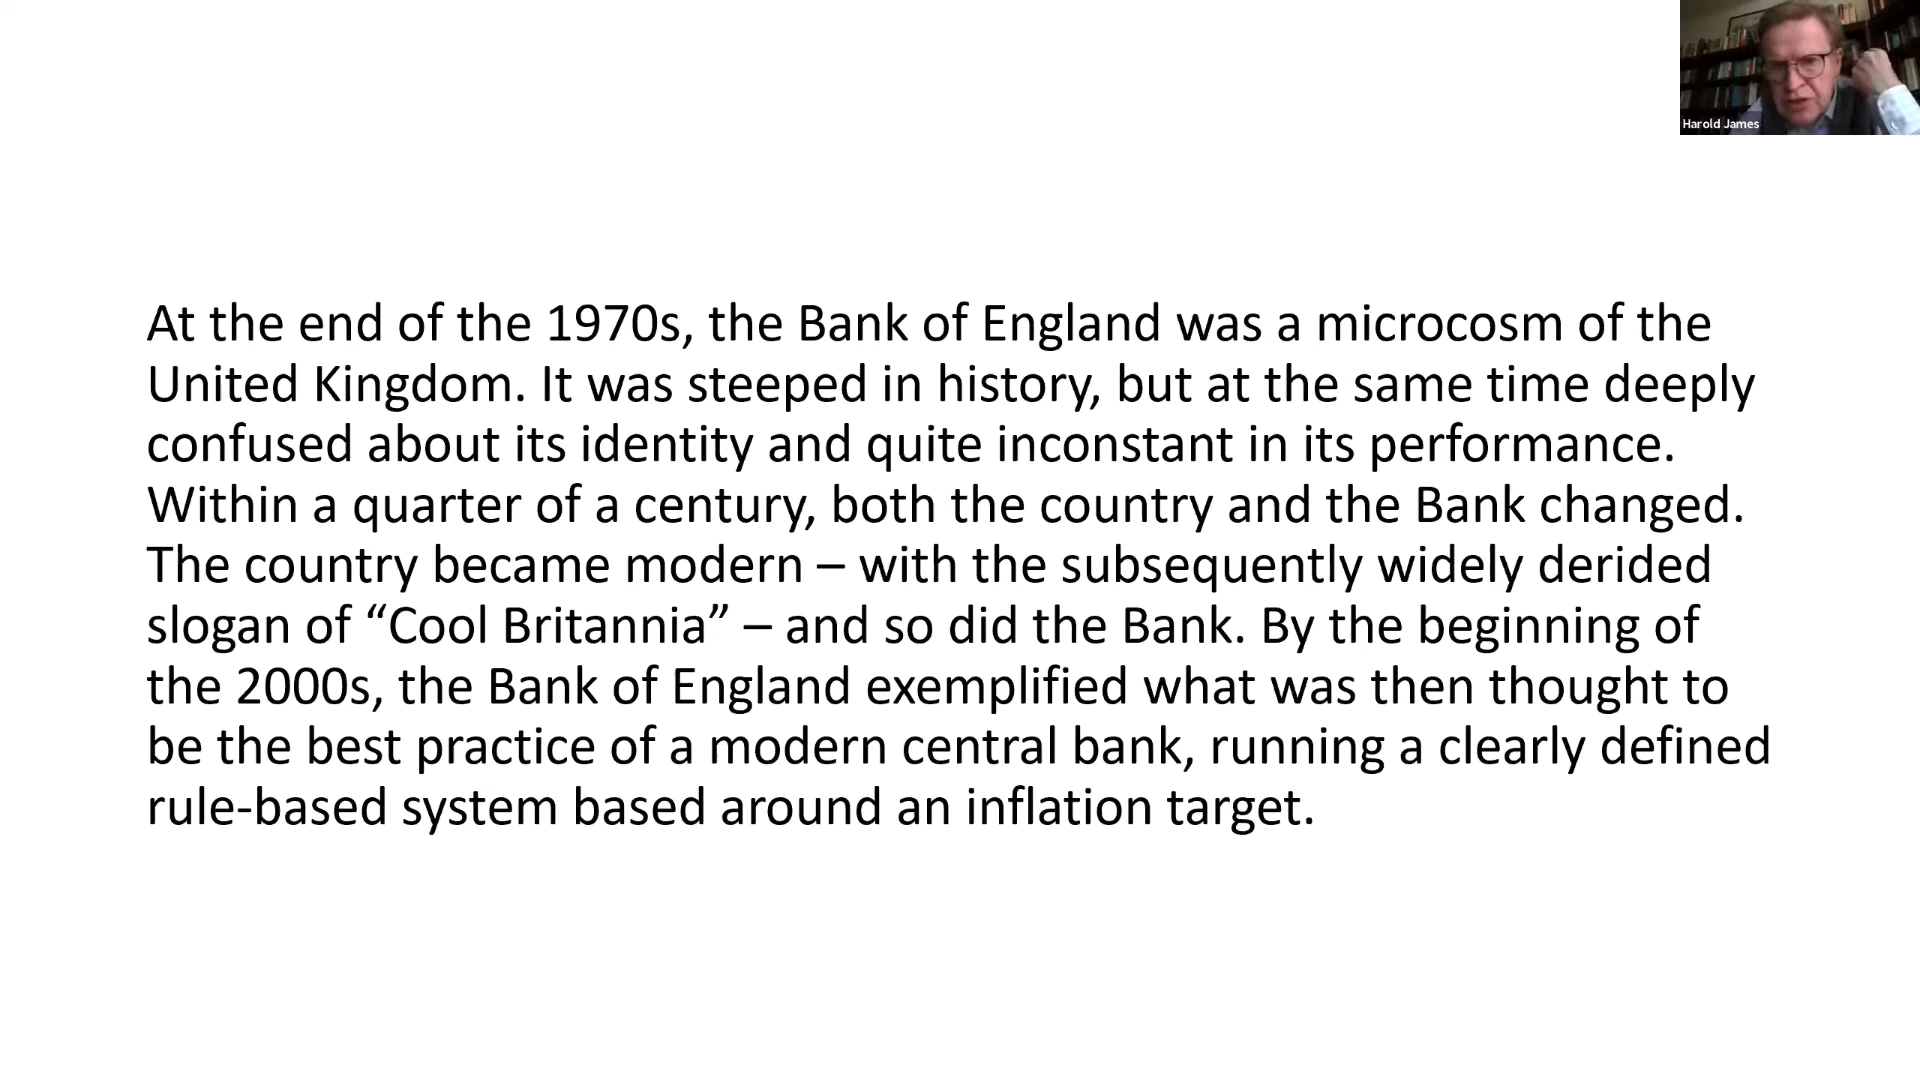 Harold James
At the end of the 1970s, the Bank of England was a microcosm of the
United Kingdom. It was steeped in history, but at the same time deeply
confused about its identity and quite inconstant in its performance.
Within a quarter of a century, both the country and the Bank changed.
The country became modern – with the subsequently widely derided
slogan of “Cool Britannia” – and so did the Bank. By the beginning of
the 2000s, the Bank of England exemplified what was then thought to
be the best practice of a modern central bank, running a clearly defined
rule-based system based around an inflation target.